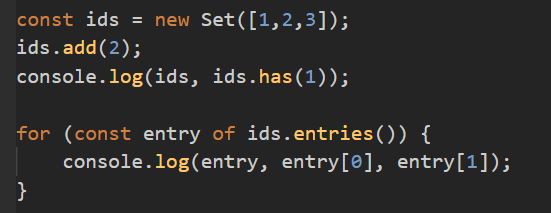 const ids = new Set([1,2,3]);
ids.add(2);
console.log(ids, ids.has(1));
for (const entry of ids.entries()) {
console.log(entry, entry[0], entry[1]);
}